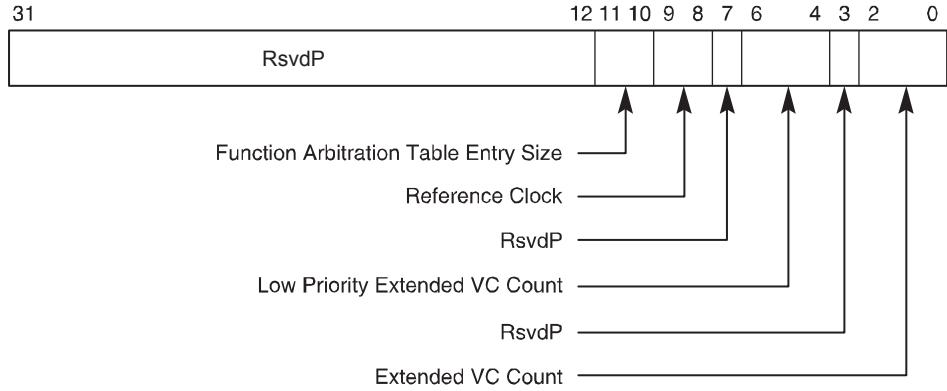 31 12 11 10 9 8 7 6 4 3 2 0
RsvdP
Function Arbitration Table Entry Size
Reference Clock
RsvdP
Low Priority Extended VC Count
RsvdP
Extended VC Count